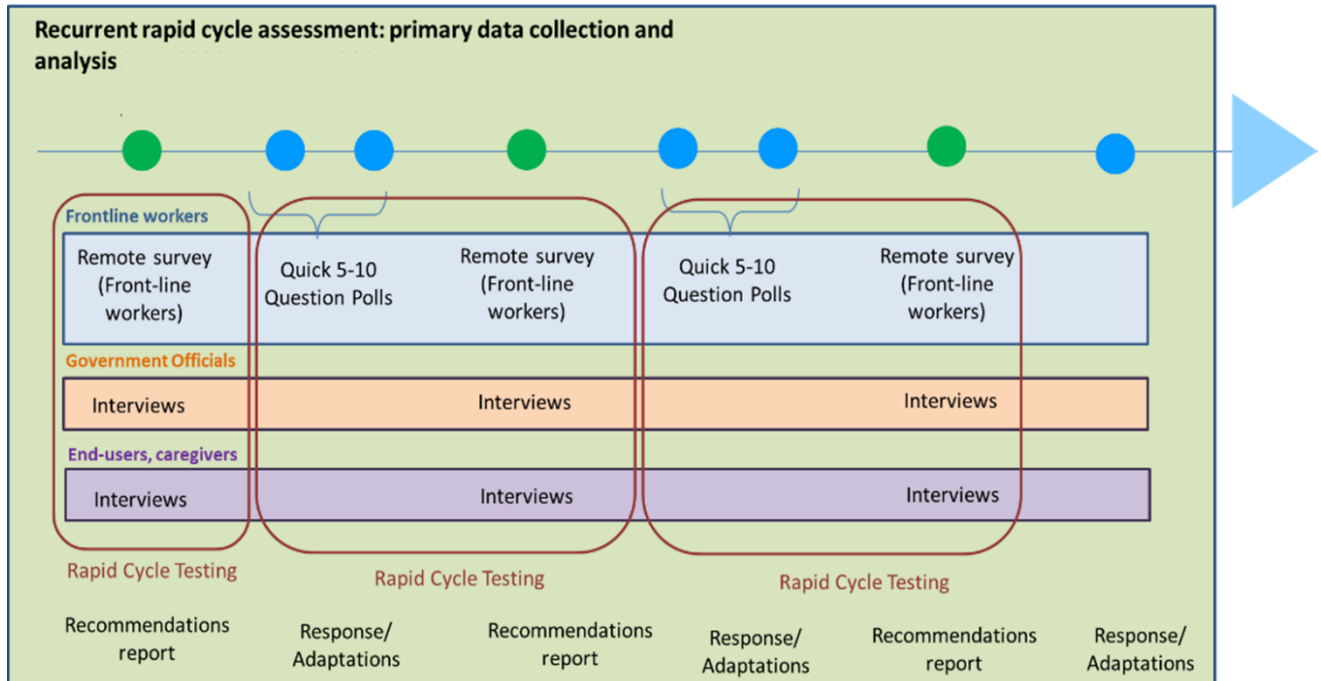 Recurrent rapid cycle assessment: primary data collection and
analysis
Frontline workers
Remote survey
(Front-line
workers)
Quick 5-10
Question Polls
Remote survey
(Front-line
workers)
Quick 5-10
Question Polls
Remote survey
(Front-line
workers)
Government Officials
Interviews
Interviews
Interviews
End-users, caregivers
Interviews
Interviews
Interviews
Rapid Cycle Testing
Rapid Cycle Testing
Rapid Cycle Testing
Recommendations
report
Response/
Adaptations
Recommendations
report
Response/
Adaptations
Recommendations
report
Response/
Adaptations